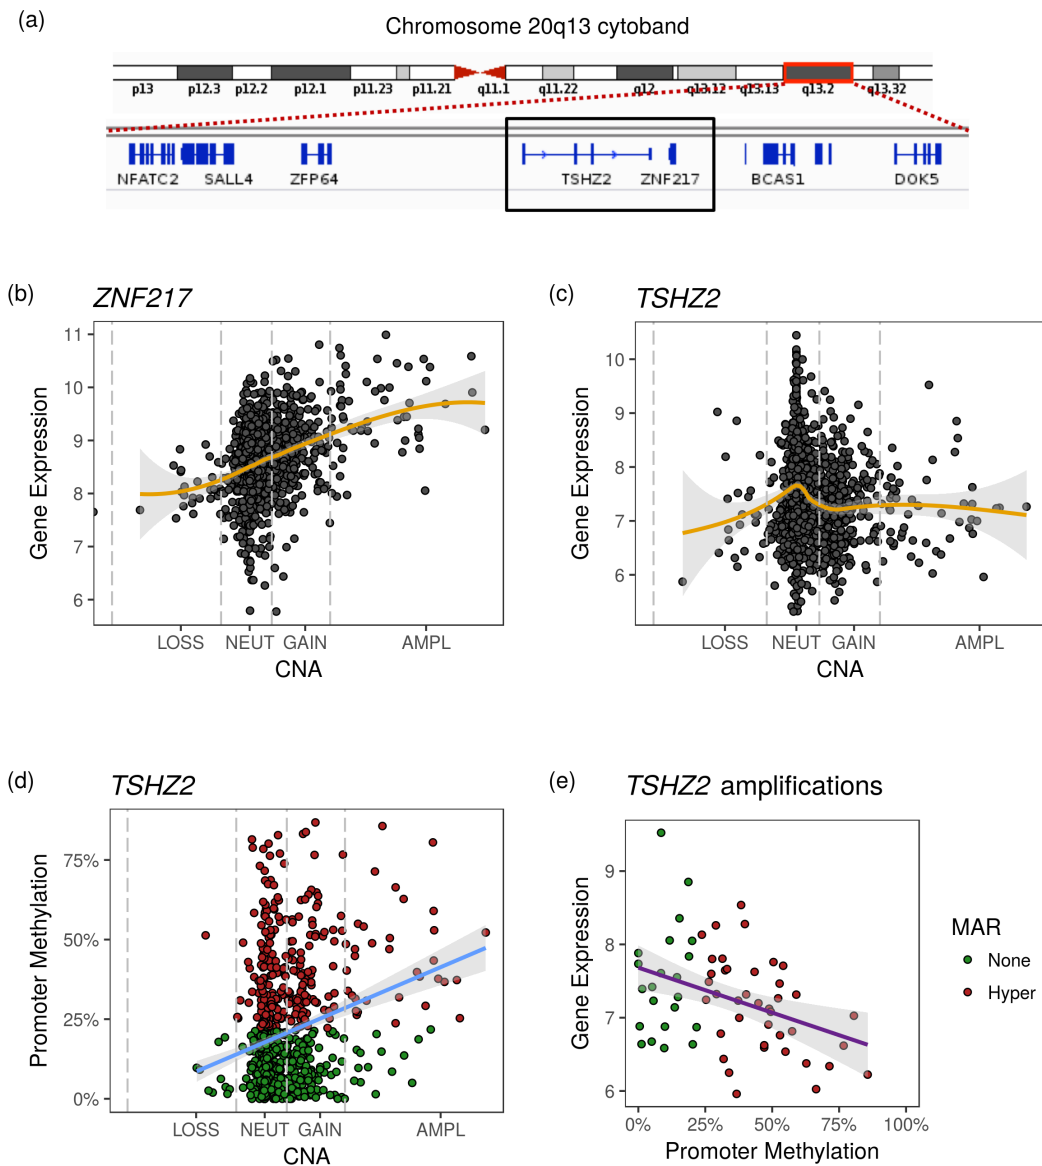 (a)
Chromosome 20q13 cytoband
p13 p12.3 p12.2 p12.1 p11.23 p11.21 q11.1 q11.22 q12 q13.12 q13.13 q13.2 q13.32
NFATC2 SALL4 ZFP64 TSHZ2 ZNF217 BCAS1 DOK5
(b) ZNF217
Gene Expression
11
10
9
8
7
6
LOSS NEUT GAIN AMPL
CNA
(c) TSHZ2
Gene Expression
10
9
8
7
6
LOSS NEUT GAIN AMPL
CNA
(d) TSHZ2
Promoter Methylation
75%
50%
25%
0%
LOSS NEUT GAIN AMPL
CNA
(e) TSHZ2 amplifications
Gene Expression
9
8
7
6
0% 25% 50% 75% 100%
Promoter Methylation
MAR
None
Hyper